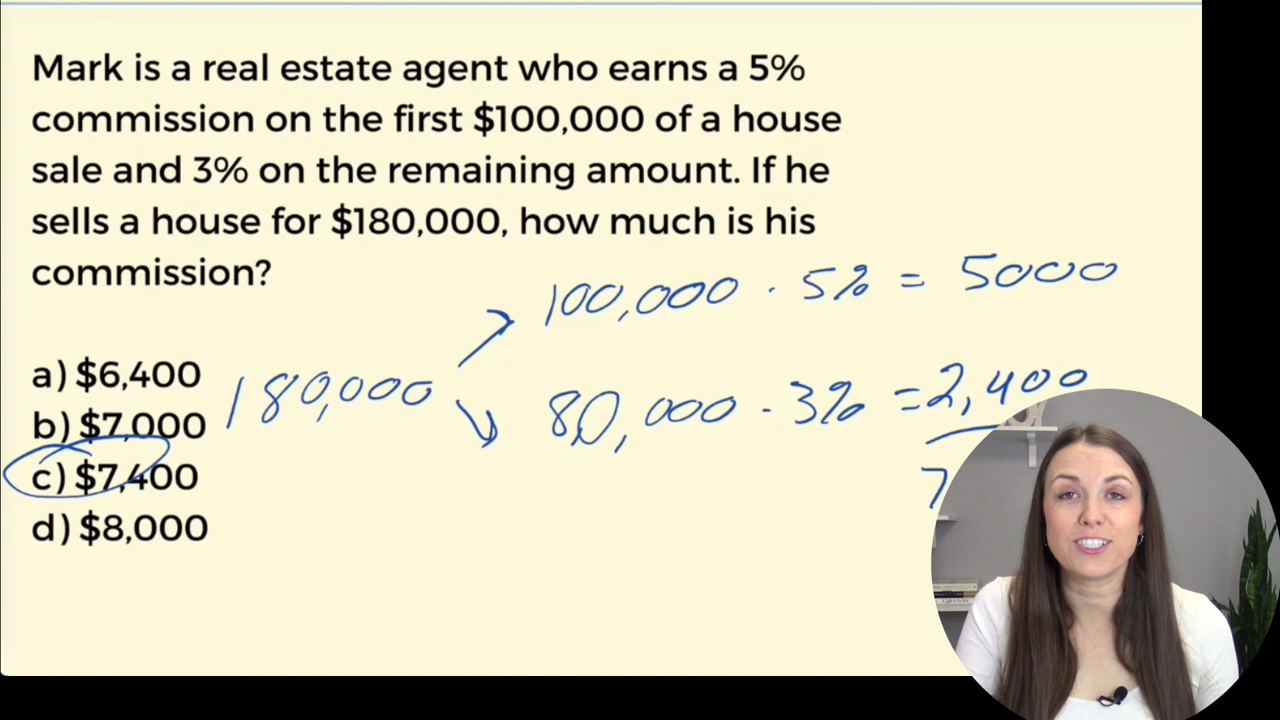 Mark is a real estate agent who earns a 5%
commission on the first $100,000 of a house
sale and 3% on the remaining amount. If he
sells a house for $180,000, how much is his
commission?
100,000 · 5% = 5000
a) $6,400
180,000
80,000 · 3% = 2,400
b) $7,000
c) $7,400
7
d) $8,000